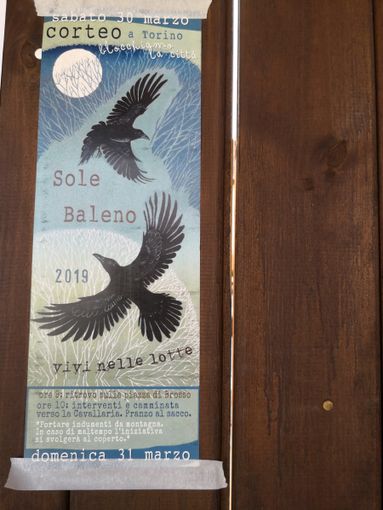 sabato 30 marzo
corteo a Torino
blocchiamo
la città
Sole
Baleno
2019
vivi nelle lotte
ore 9: ritrovo sulle piazza di Brosso
ore 10: interventi e camminata
verso la Cavallaria. Pranzo al sacco.
"Portare indumenti da montagna.
In caso di maltempo l'iniziativa
si svolgerà al coperto."
domenica 31 marzo